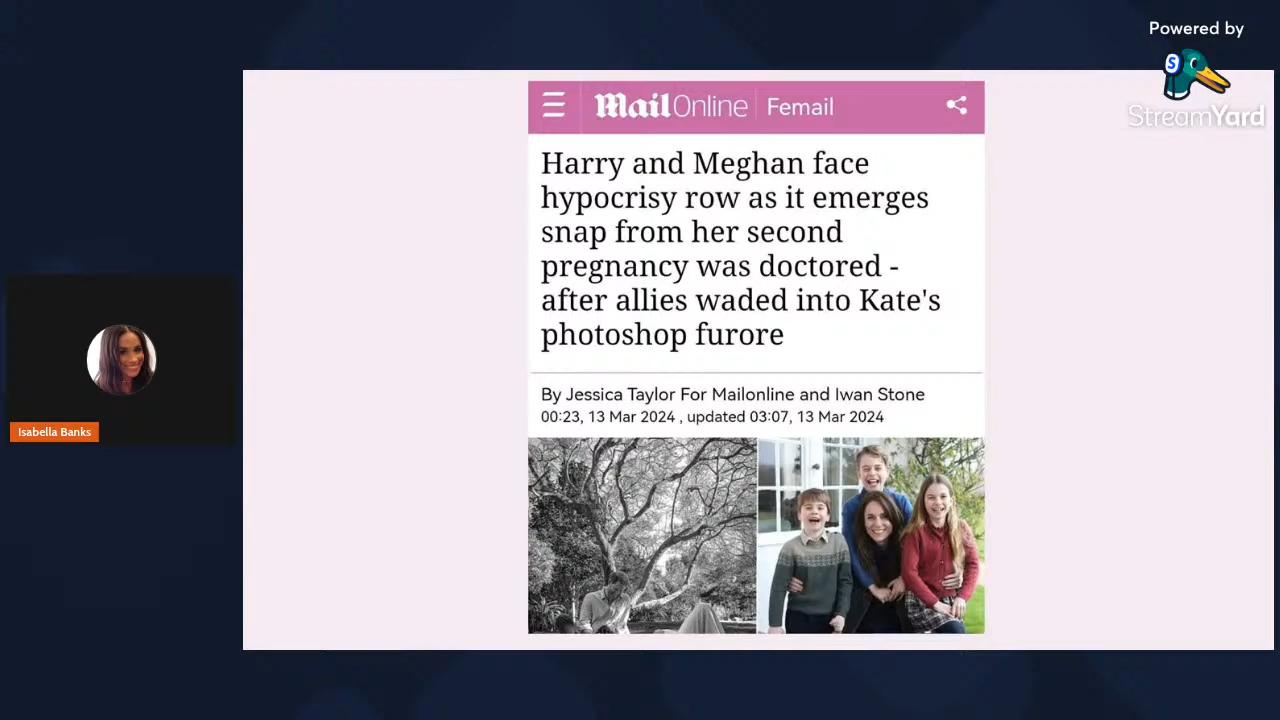 Powered by
StreamYard
MailOnline Femail
Harry and Meghan face
hypocrisy row as it emerges
snap from her second
pregnancy was doctored -
after allies waded into Kate's
photoshop furore
By Jessica Taylor For Mailonline and Iwan Stone
00:23, 13 Mar 2024 , updated 03:07, 13 Mar 2024
Isabella Banks